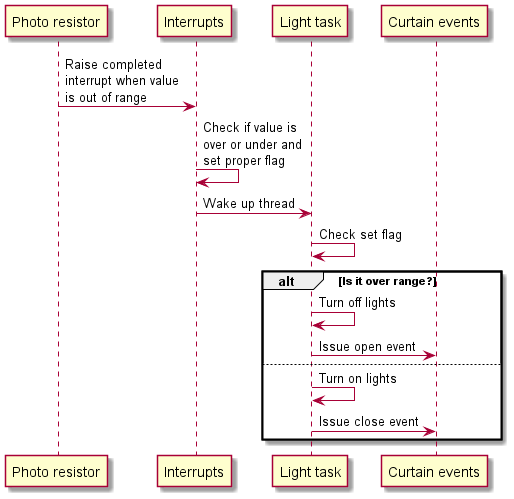 Photo resistor
Interrupts
Light task
Curtain events
Raise completed
interrupt when value
is out of range
Check if value is
over or under and
set proper flag
Wake up thread
Check set flag
alt
[Is it over range?]
Turn off lights
Issue open event
Turn on lights
Issue close event
Photo resistor
Interrupts
Light task
Curtain events